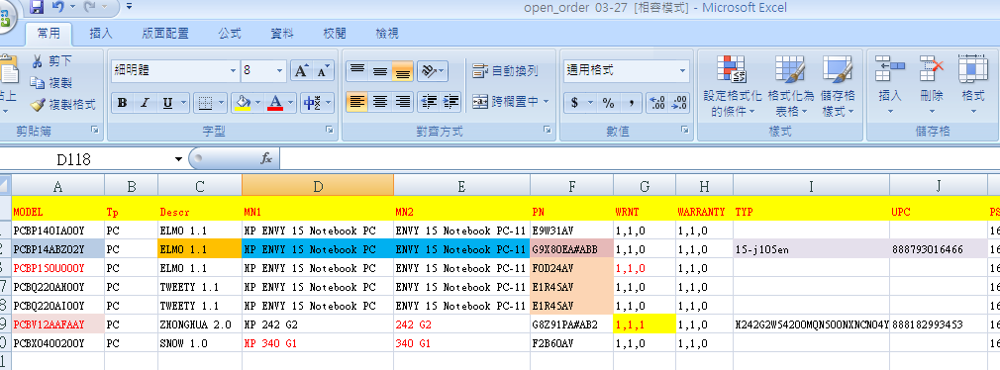 open_order 03-27 [相容模式] - Microsoft Excel
常用 插入 版面配置 公式 資料 校閱 檢視
剪下 細明體 8 A A 自動換列 通用格式
貼上 複製 B I U A 中ㄨˊ 跨欄置中 $ % , .00 .00 設定格式化的條件 格式化為表格 儲存格樣式 插入 刪除 格式
複製格式
剪貼簿 字型 對齊方式 數值 樣式 儲存格
D118 fx
A B C D E F G H I J
MODEL Tp Descr MN1 MN2 PN WRNT WARRANTY TYP UPC PS
PCBP140IA00Y PC ELMO 1.1 HP ENVY 15 Notebook PC ENVY 15 Notebook PC-11 E9W31AV 1,1,0 1,1,0 16
2 PCBP14ABZ02Y PC ELMO 1.1 HP ENVY 15 Notebook PC ENVY 15 Notebook PC-11 G9X80EA#ABB 1,1,0 1,1,0 15-j105en 888793016466 16
PCBP150U000Y PC ELMO 1.1 HP ENVY 15 Notebook PC ENVY 15 Notebook PC-11 F0D24AV 1,1,0 1,1,0 16
7 PCBQ220AH00Y PC TWEETY 1.1 HP ENVY 15 Notebook PC ENVY 15 Notebook PC-11 E1R45AV 1,1,0 1,1,0 16
8 PCBQ220AI00Y PC TWEETY 1.1 HP ENVY 15 Notebook PC ENVY 15 Notebook PC-11 E1R45AV 1,1,0 1,1,0 16
9 PCBV12AAFAAY PC ZHONGHUA 2.0 HP 242 G2 242 G2 G8Z91PA#AB2 1,1,1 1,1,0 H242G2W54200MQN500NXNCN04Y 888182993453 16
0 PCBX0400200Y PC SNOW 1.0 HP 340 G1 340 G1 F2B60AV 1,1,0 1,1,0 16